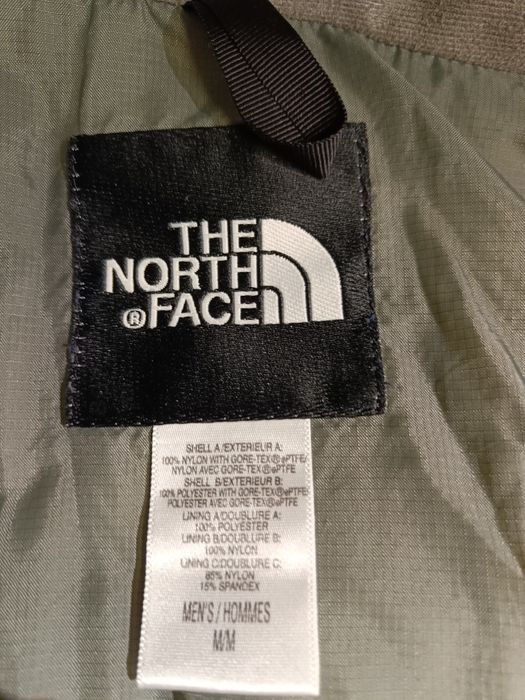 THE
NORTH
®FACE
SHELL A/EXTERIEUR A:
100% NYLON WITH GORE-TEX®ePTFE/
NYLON AVEC GORE-TEX®ePTFE
SHELL B/EXTERIEUR B:
100% POLYESTER WITH GORE-TEX®ePTFE/
POLYESTER AVEC GORE-TEX®ePTFE
LINING A/DOUBLURE A:
100% POLYESTER
LINING B/DOUBLURE B:
100% NYLON
LINING C/DOUBLURE C:
85% NYLON
15% SPANDEX
MEN'S / HOMMES
M/M